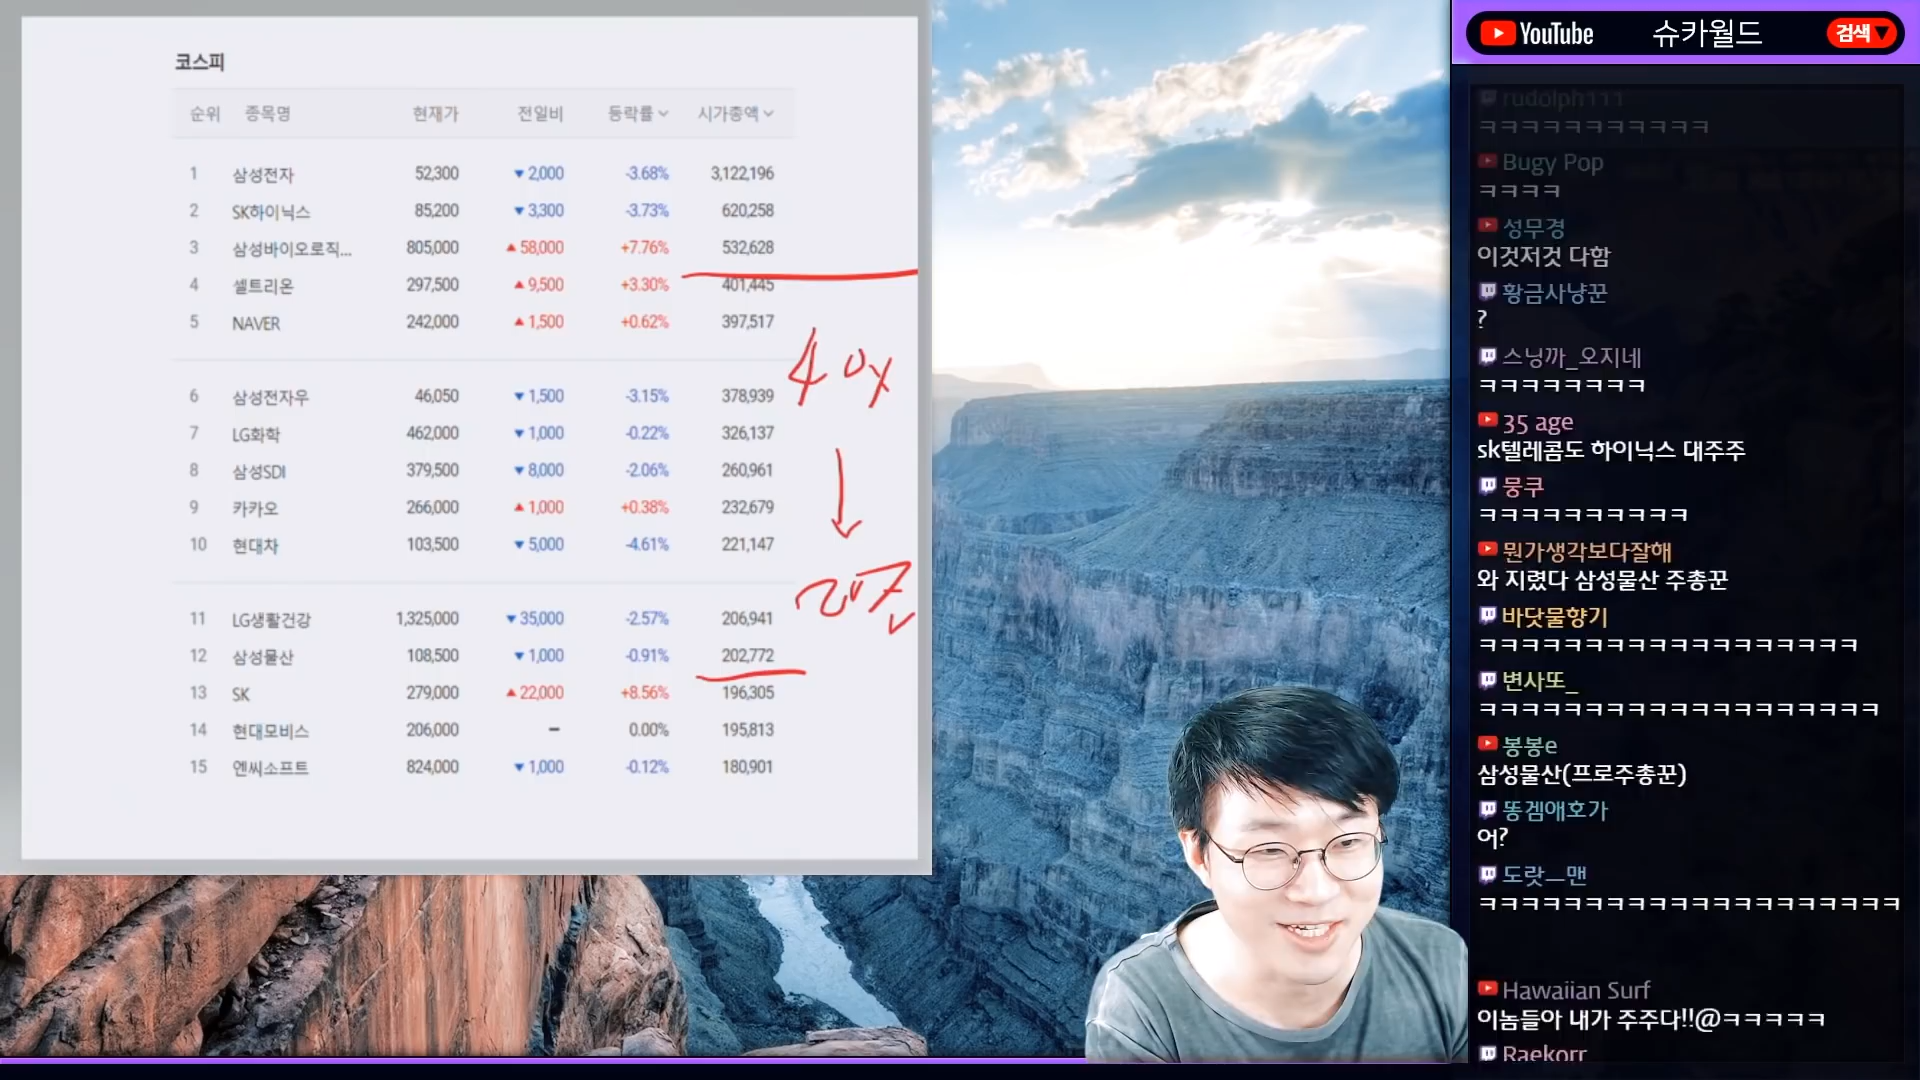 코스피
순위 종목명 현재가 전일비 등락률 시가총액
1 삼성전자 52,300 ▼2,000 -3.68% 3,122,196
2 SK하이닉스 85,200 ▼3,300 -3.73% 620,258
3 삼성바이오로직... 805,000 ▲58,000 +7.76% 532,628
4 셀트리온 297,500 ▲9,500 +3.30% 401,445
5 NAVER 242,000 ▲1,500 +0.62% 397,517
6 삼성전자우 46,050 ▼1,500 -3.15% 378,939
7 LG화학 462,000 ▼1,000 -0.22% 326,137
8 삼성SDI 379,500 ▼8,000 -2.06% 260,961
9 카카오 266,000 ▲1,000 +0.38% 232,679
10 현대차 103,500 ▼5,000 -4.61% 221,147
11 LG생활건강 1,325,000 ▼35,000 -2.57% 206,941
12 삼성물산 108,500 ▼1,000 -0.91% 202,772
13 SK 279,000 ▲22,000 +8.56% 196,305
14 현대모비스 206,000 - 0.00% 195,813
15 엔씨소프트 824,000 ▼1,000 -0.12% 180,901
YouTube 슈카월드 검색▼
rudolph111
ㅋㅋㅋㅋㅋㅋㅋㅋㅋㅋㅋ
Bugy Pop
ㅋㅋㅋㅋ
성무경
이것저것 다함
황금사냥꾼
?
스닝까_오지네
ㅋㅋㅋㅋㅋㅋㅋㅋ
35 age
sk텔레콤도 하이닉스 대주주
뭉쿠
ㅋㅋㅋㅋㅋㅋㅋㅋㅋㅋ
뭔가생각보다잘해
와 지렸다 삼성물산 주총꾼
바닷물향기
ㅋㅋㅋㅋㅋㅋㅋㅋㅋㅋㅋㅋㅋㅋㅋㅋㅋㅋ
변사또_
ㅋㅋㅋㅋㅋㅋㅋㅋㅋㅋㅋㅋㅋㅋㅋㅋㅋㅋㅋ
봉봉e
삼성물산(프로주총꾼)
똥겜애호가
어?
도랏ㅡ맨
ㅋㅋㅋㅋㅋㅋㅋㅋㅋㅋㅋㅋㅋㅋㅋㅋㅋㅋㅋㅋ
Hawaiian Surf
이놈들아 내가 주주다!!@ㅋㅋㅋㅋㅋ
Raekorr